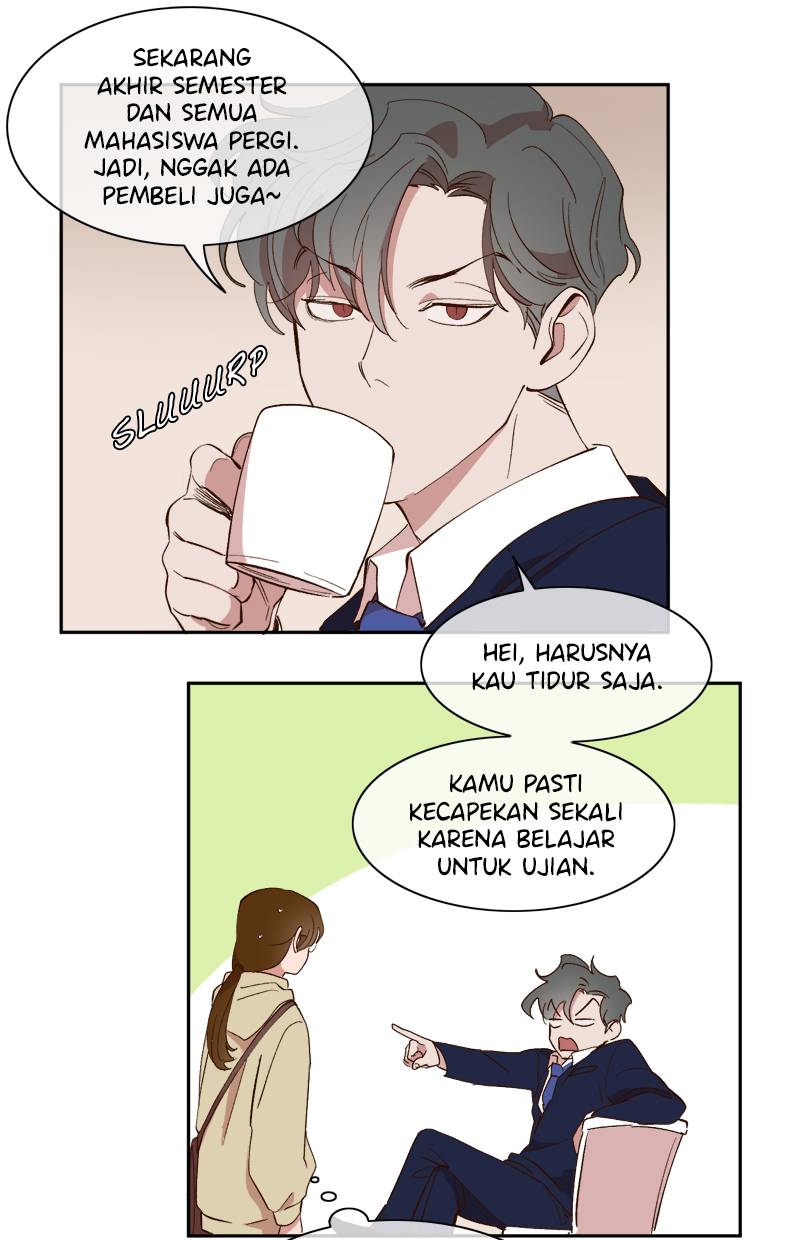 SEKARANG
AKHIR SEMESTER
DAN SEMUA
MAHASISWA PERGI.
JADI, NGGAK ADA
PEMBELI JUGA~
SLUUURP
HEI, HARUSNYA
KAU TIDUR SAJA.
KAMU PASTI
KECAPEKAN SEKALI
KARENA BELAJAR
UNTUK UJIAN.